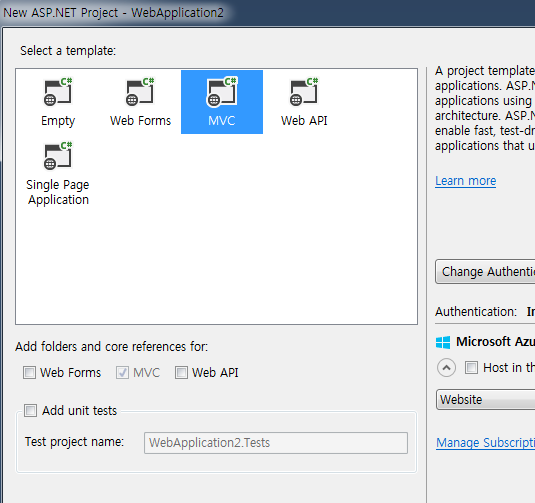 New ASP.NET Project - WebApplication2
Select a template:
C#
Empty
C#
Web Forms
C#
MVC
C#
Web API
C#
Single Page
Application
A project template
applications. ASP.N
applications using
architecture. ASP.N
enable fast, test-dr
applications that u
Learn more
Change Authenti
Authentication: In
Microsoft Azu
Host in th
Website
Manage Subscripti
Add folders and core references for:
Web Forms MVC Web API
Add unit tests
Test project name: WebApplication2.Tests